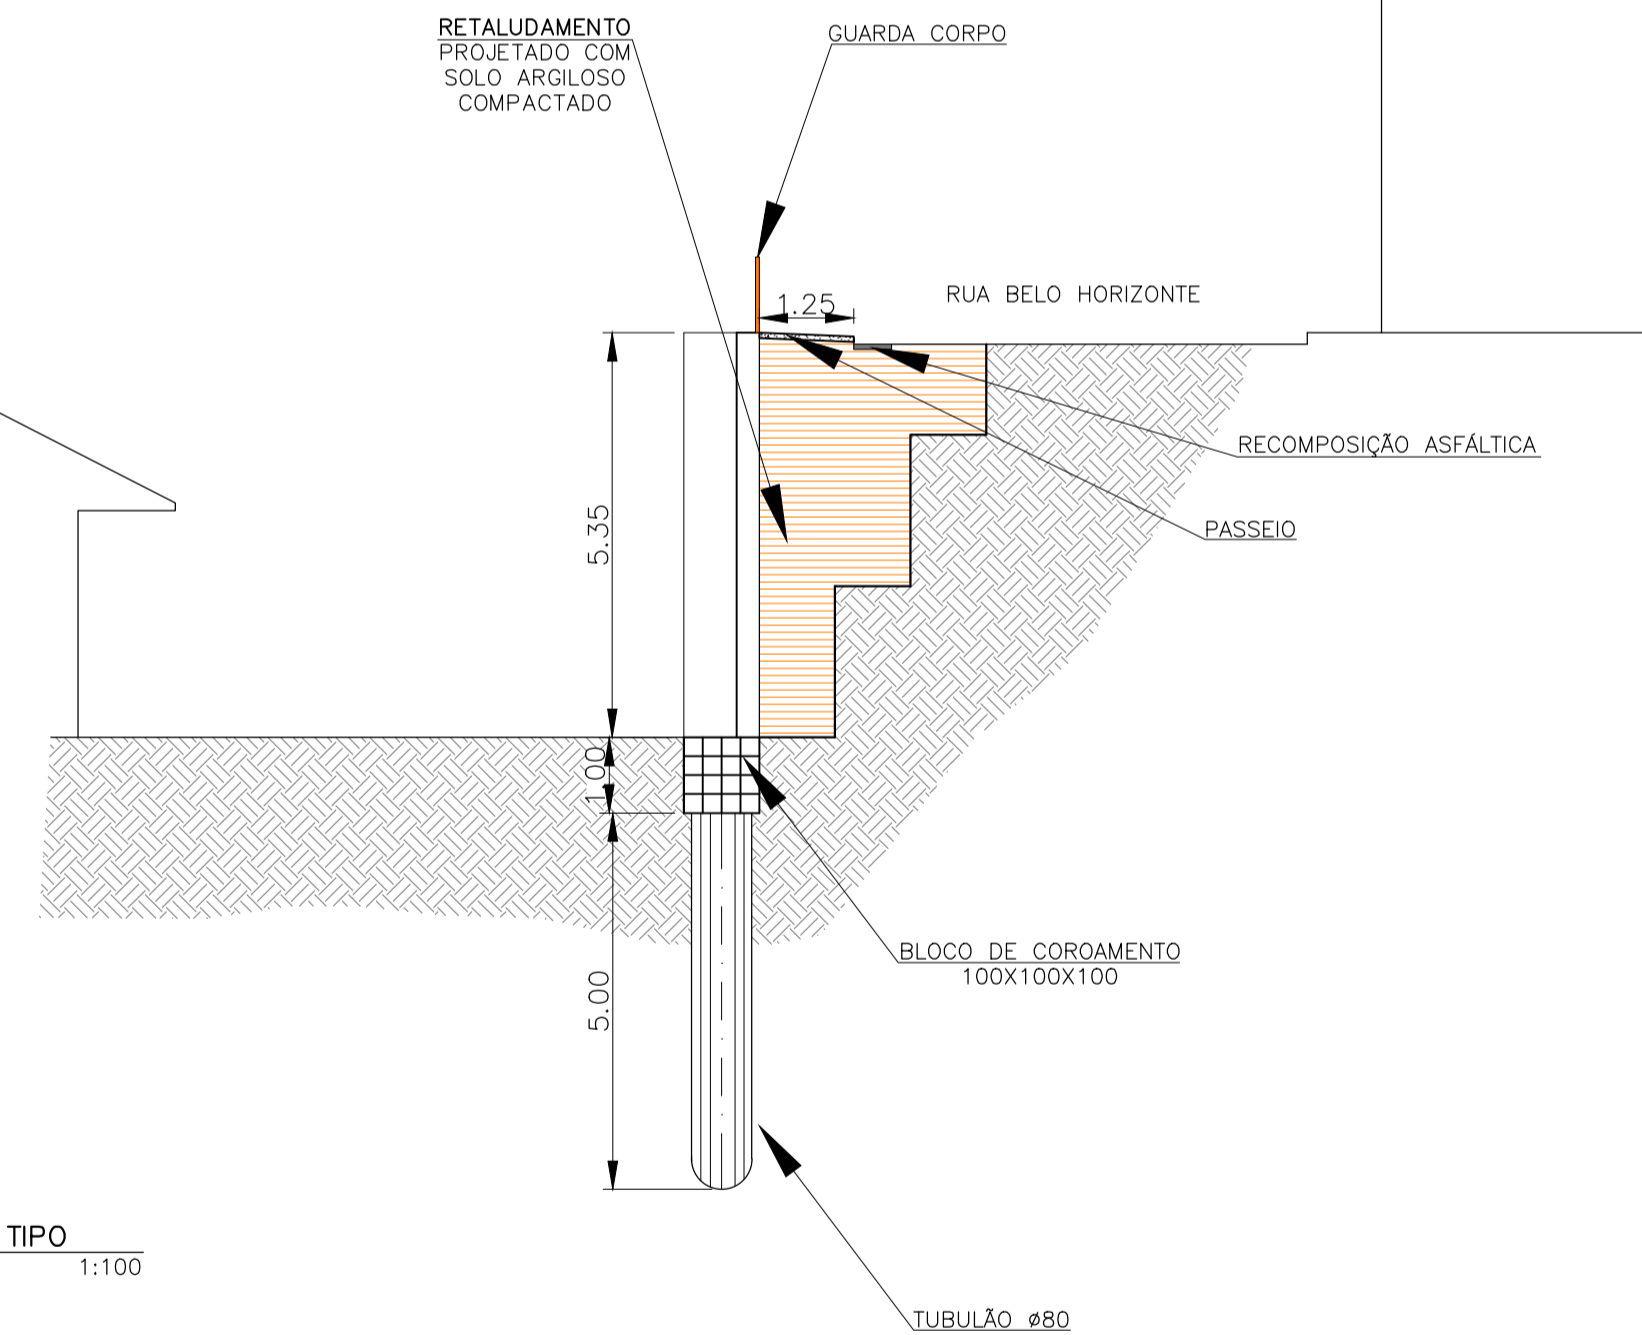 RETALUDAMENTO
PROJETADO COM
SOLO ARGILOSO
COMPACTADO
GUARDA CORPO
1.25
RUA BELO HORIZONTE
RECOMPOSIÇÃO ASFÁLTICA
PASSEIO
5.35
1.00
BLOCO DE COROAMENTO
100X100X100
5.00
TIPO
1:100
TUBULÃO ø80